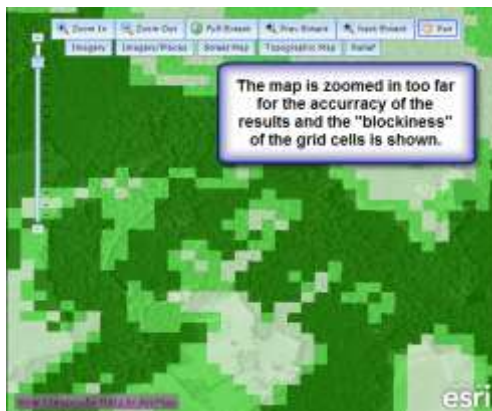 Zoom In Zoom Out Full Extent Prev Extent Next Extent Pan
Imagery Imagery/Places Street Map Topographic Map Relief
The map is zoomed in too far
for the accurracy of the
results and the "blockiness"
of the grid cells is shown.
esri